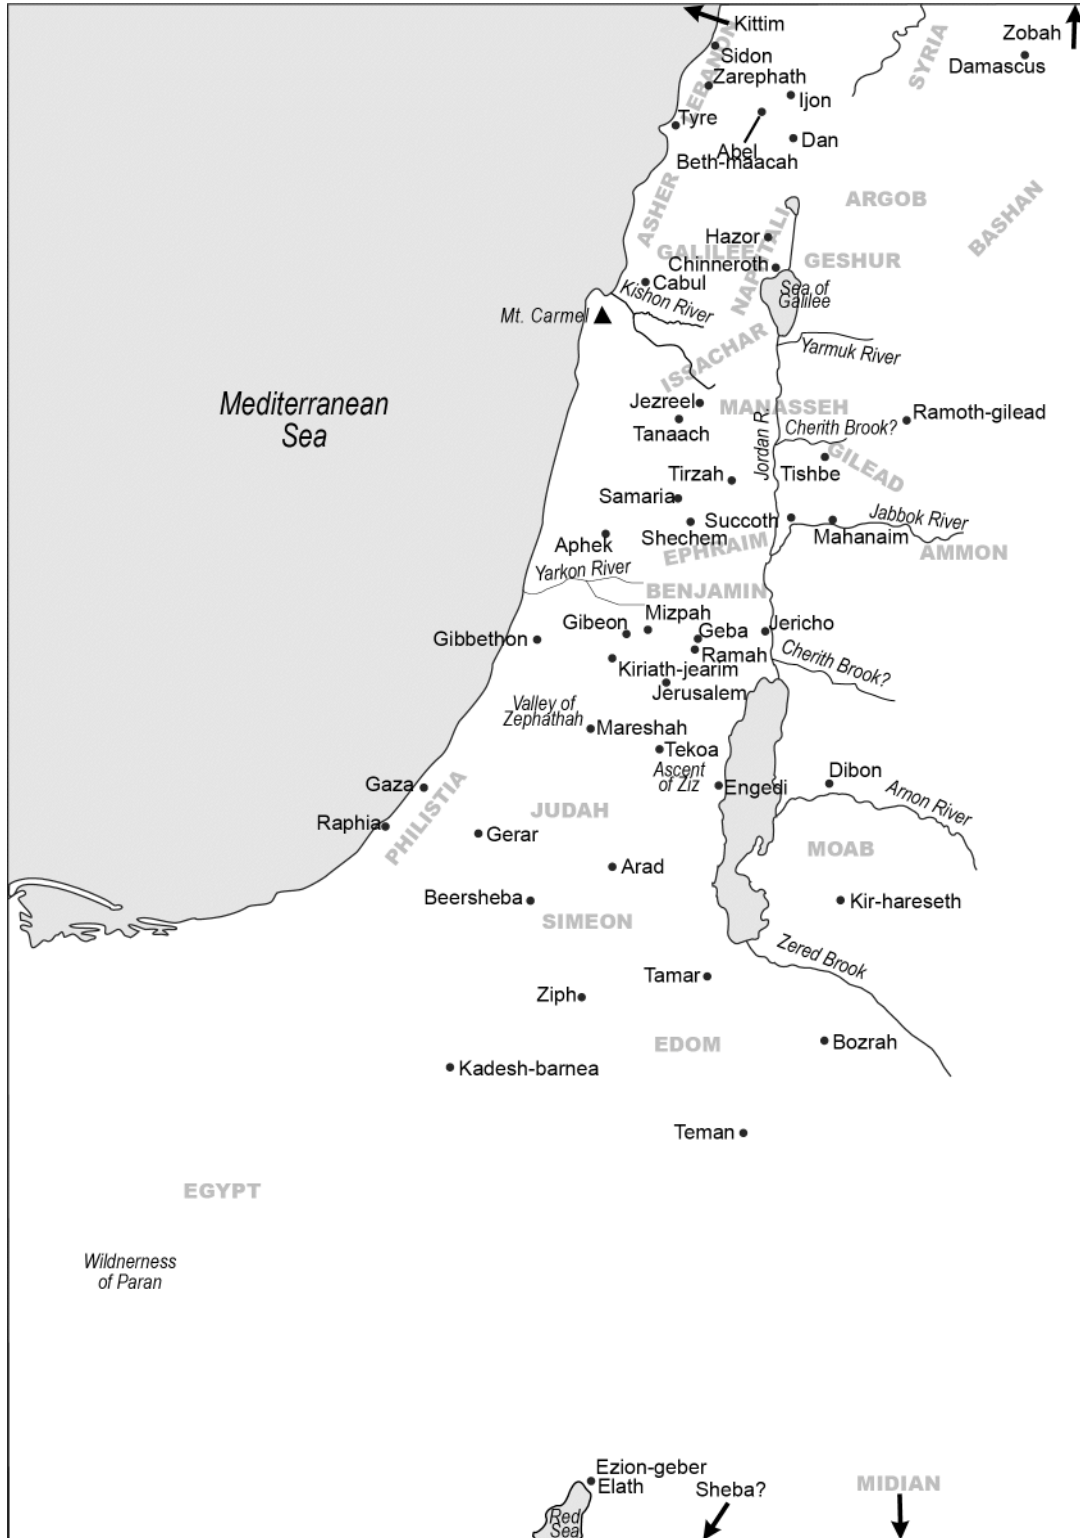 Kittim
Zobah
Sidon
LEBANON
SYRIA
Damascus
Zarephath
Ijon
Tyre
Dan
Abel
Beth-maacah
ASHER
ARGOB
BASHAN
Hazor
NAPHTALI
GALILEE
GESHUR
Chinneroth
Cabul
Sea of
Galilee
Kishon River
Mt. Carmel
Yarmuk River
ISSACHAR
Mediterranean
Sea
Jezreel
MANASSEH
Ramoth-gilead
Jordan R.
Cherith Brook?
Tanaach
GILEAD
Tirzah
Tishbe
Samaria
Succoth
Jabbok River
Shechem
Mahanaim
Aphek
EPHRAIM
AMMON
Yarkon River
BENJAMIN
Mizpah
Gibeon
Geba
Jericho
Gibbethon
Ramah
Cherith Brook?
Kiriath-jearim
Jerusalem
Valley of
Zephathah
Mareshah
Tekoa
Ascent
of Ziz
Dibon
Gaza
Engedi
Arnon River
PHILISTIA
JUDAH
Raphia
Gerar
MOAB
Arad
Beersheba
Kir-hareseth
SIMEON
Zered Brook
Tamar
Ziph
EDOM
Bozrah
Kadesh-barnea
Teman
EGYPT
Wildnerness
of Paran
Ezion-geber
Elath
Sheba?
MIDIAN
Red
Sea